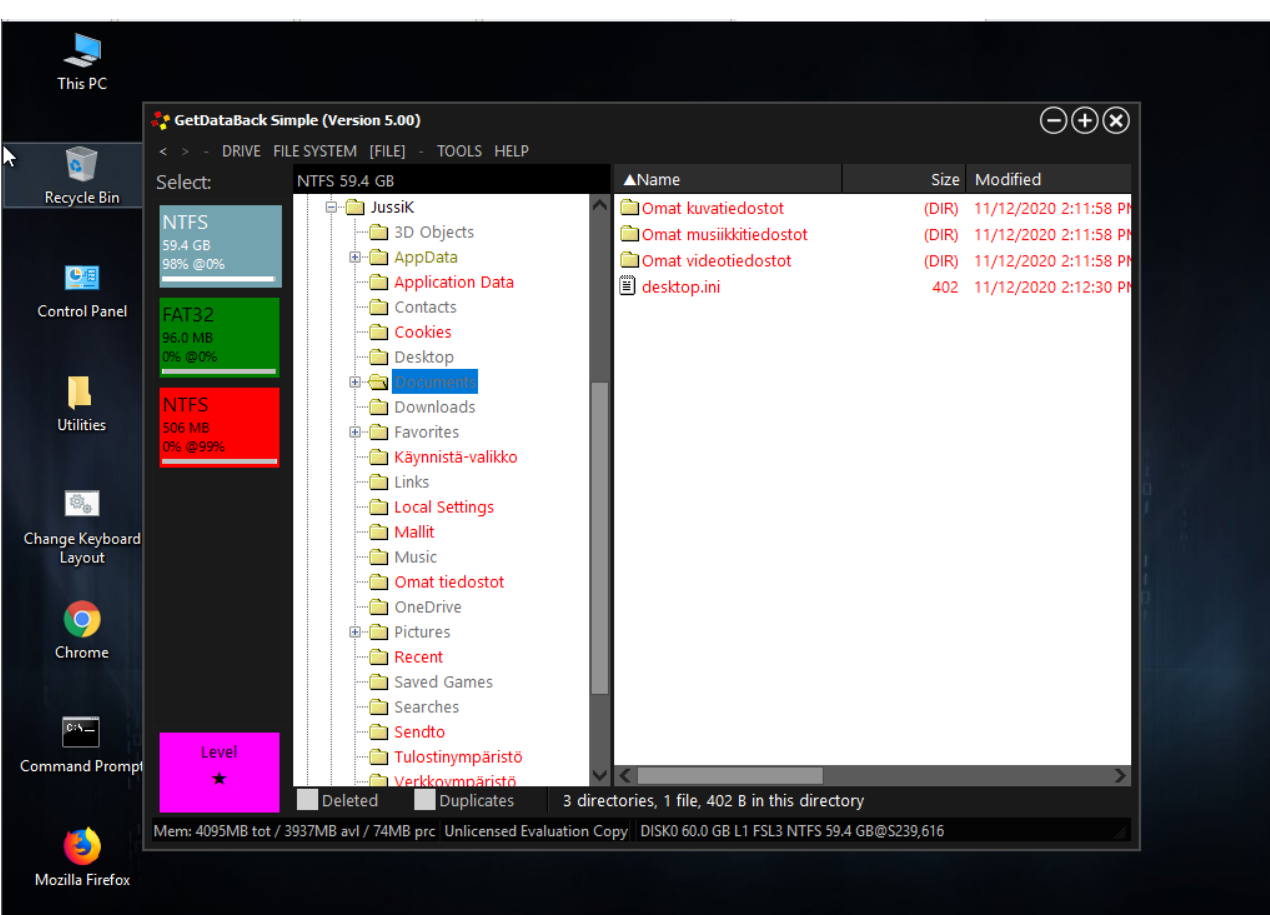 This PC
Recycle Bin
Control Panel
Utilities
Change Keyboard
Layout
Chrome
C:\_
Command Prompt
Mozilla Firefox
GetDataBack Simple (Version 5.00)
< > - DRIVE FILE SYSTEM [FILE] - TOOLS HELP
Select:
NTFS
59.4 GB
98% @0%
FAT32
96.0 MB
0% @0%
NTFS
506 MB
0% @99%
Level
★
NTFS 59.4 GB
JussiK
3D Objects
AppData
Application Data
Contacts
Cookies
Desktop
Documents
Downloads
Favorites
Käynnistä-valikko
Links
Local Settings
Mallit
Music
Omat tiedostot
OneDrive
Pictures
Recent
Saved Games
Searches
Sendto
Tulostinympäristö
Verkkoympäristö
▲Name Size Modified
Omat kuvatiedostot (DIR) 11/12/2020 2:11:58 PM
Omat musiikkitiedostot (DIR) 11/12/2020 2:11:58 PM
Omat videotiedostot (DIR) 11/12/2020 2:11:58 PM
desktop.ini 402 11/12/2020 2:12:30 PM
Deleted Duplicates 3 directories, 1 file, 402 B in this directory
Mem: 4095MB tot / 3937MB avl / 74MB prc Unlicensed Evaluation Copy DISK0 60.0 GB L1 FSL3 NTFS 59.4 GB@S239,616